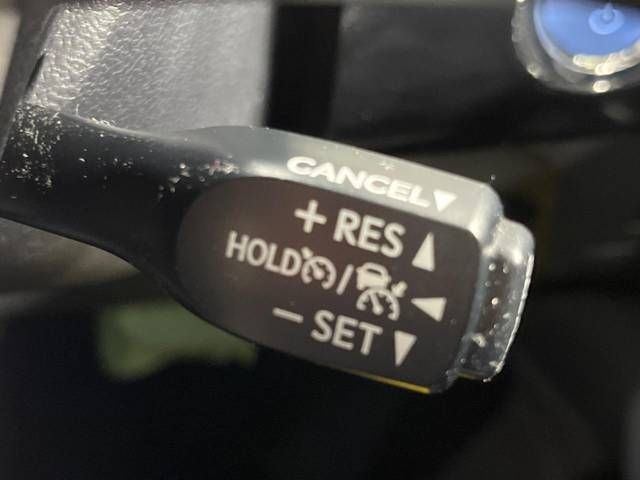 CANCEL▼
+ RES ▲
HOLD / ◀
− SET ▼